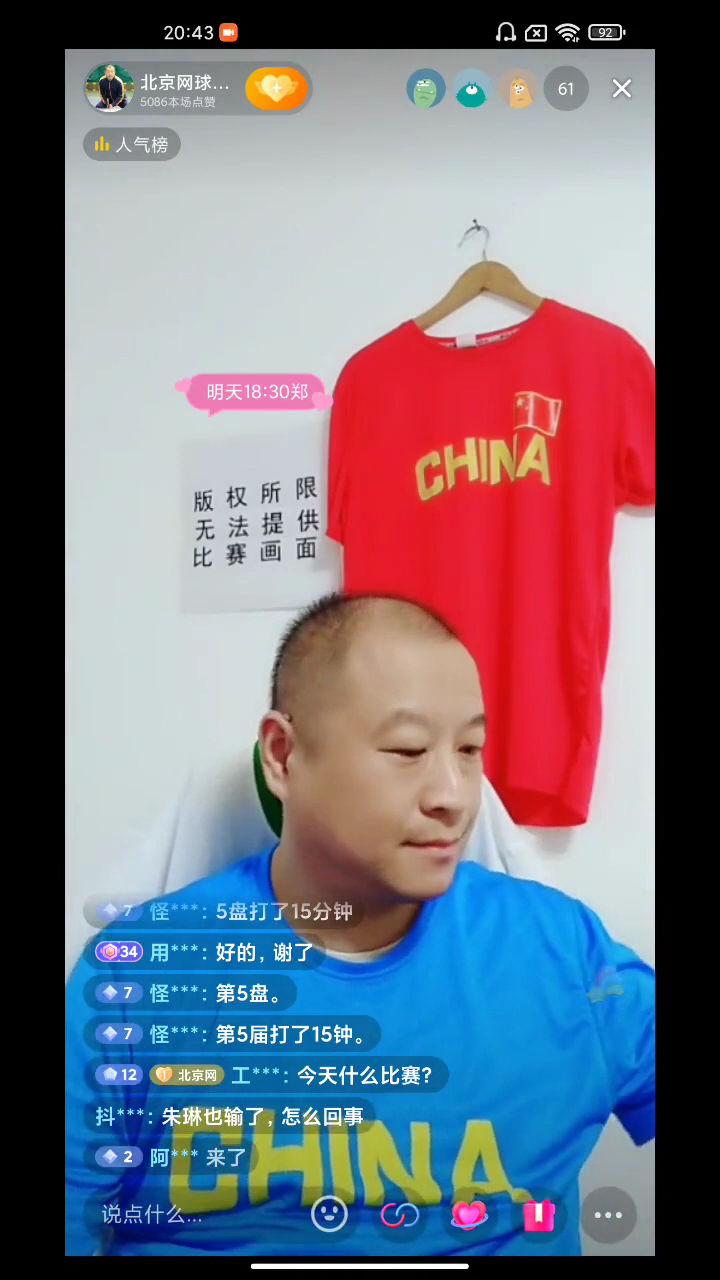 20:43
92
北京网球...
5086本场点赞
61
人气榜
CHINA
明天18:30郑
版权所限
无法提供
比赛画面
7 怪***: 5盘打了15分钟
34 用***: 好的, 谢了
7 怪***: 第5盘。
7 怪***: 第5届打了15钟。
12 北京网 工***: 今天什么比赛?
抖***: 朱琳也输了, 怎么回事
2 阿*** 来了
CHINA
说点什么...